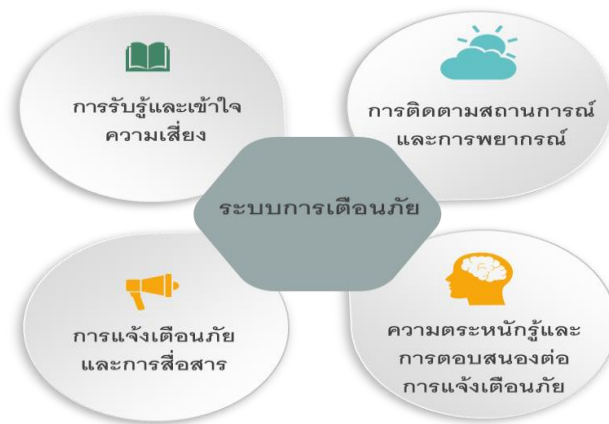 การรับรู้และเข้าใจ
ความเสี่ยง
การติดตามสถานการณ์
และการพยากรณ์
ระบบการเตือนภัย
การแจ้งเตือนภัย
และการสื่อสาร
ความตระหนักรู้และ
การตอบสนองต่อ
การแจ้งเตือนภัย